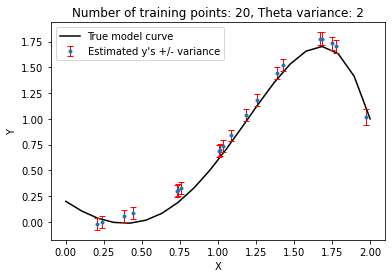 Number of training points: 20, Theta variance: 2
True model curve
Estimated y's +/- variance
Y
1.75
1.50
1.25
1.00
0.75
0.50
0.25
0.00
0.00 0.25 0.50 0.75 1.00 1.25 1.50 1.75 2.00
X